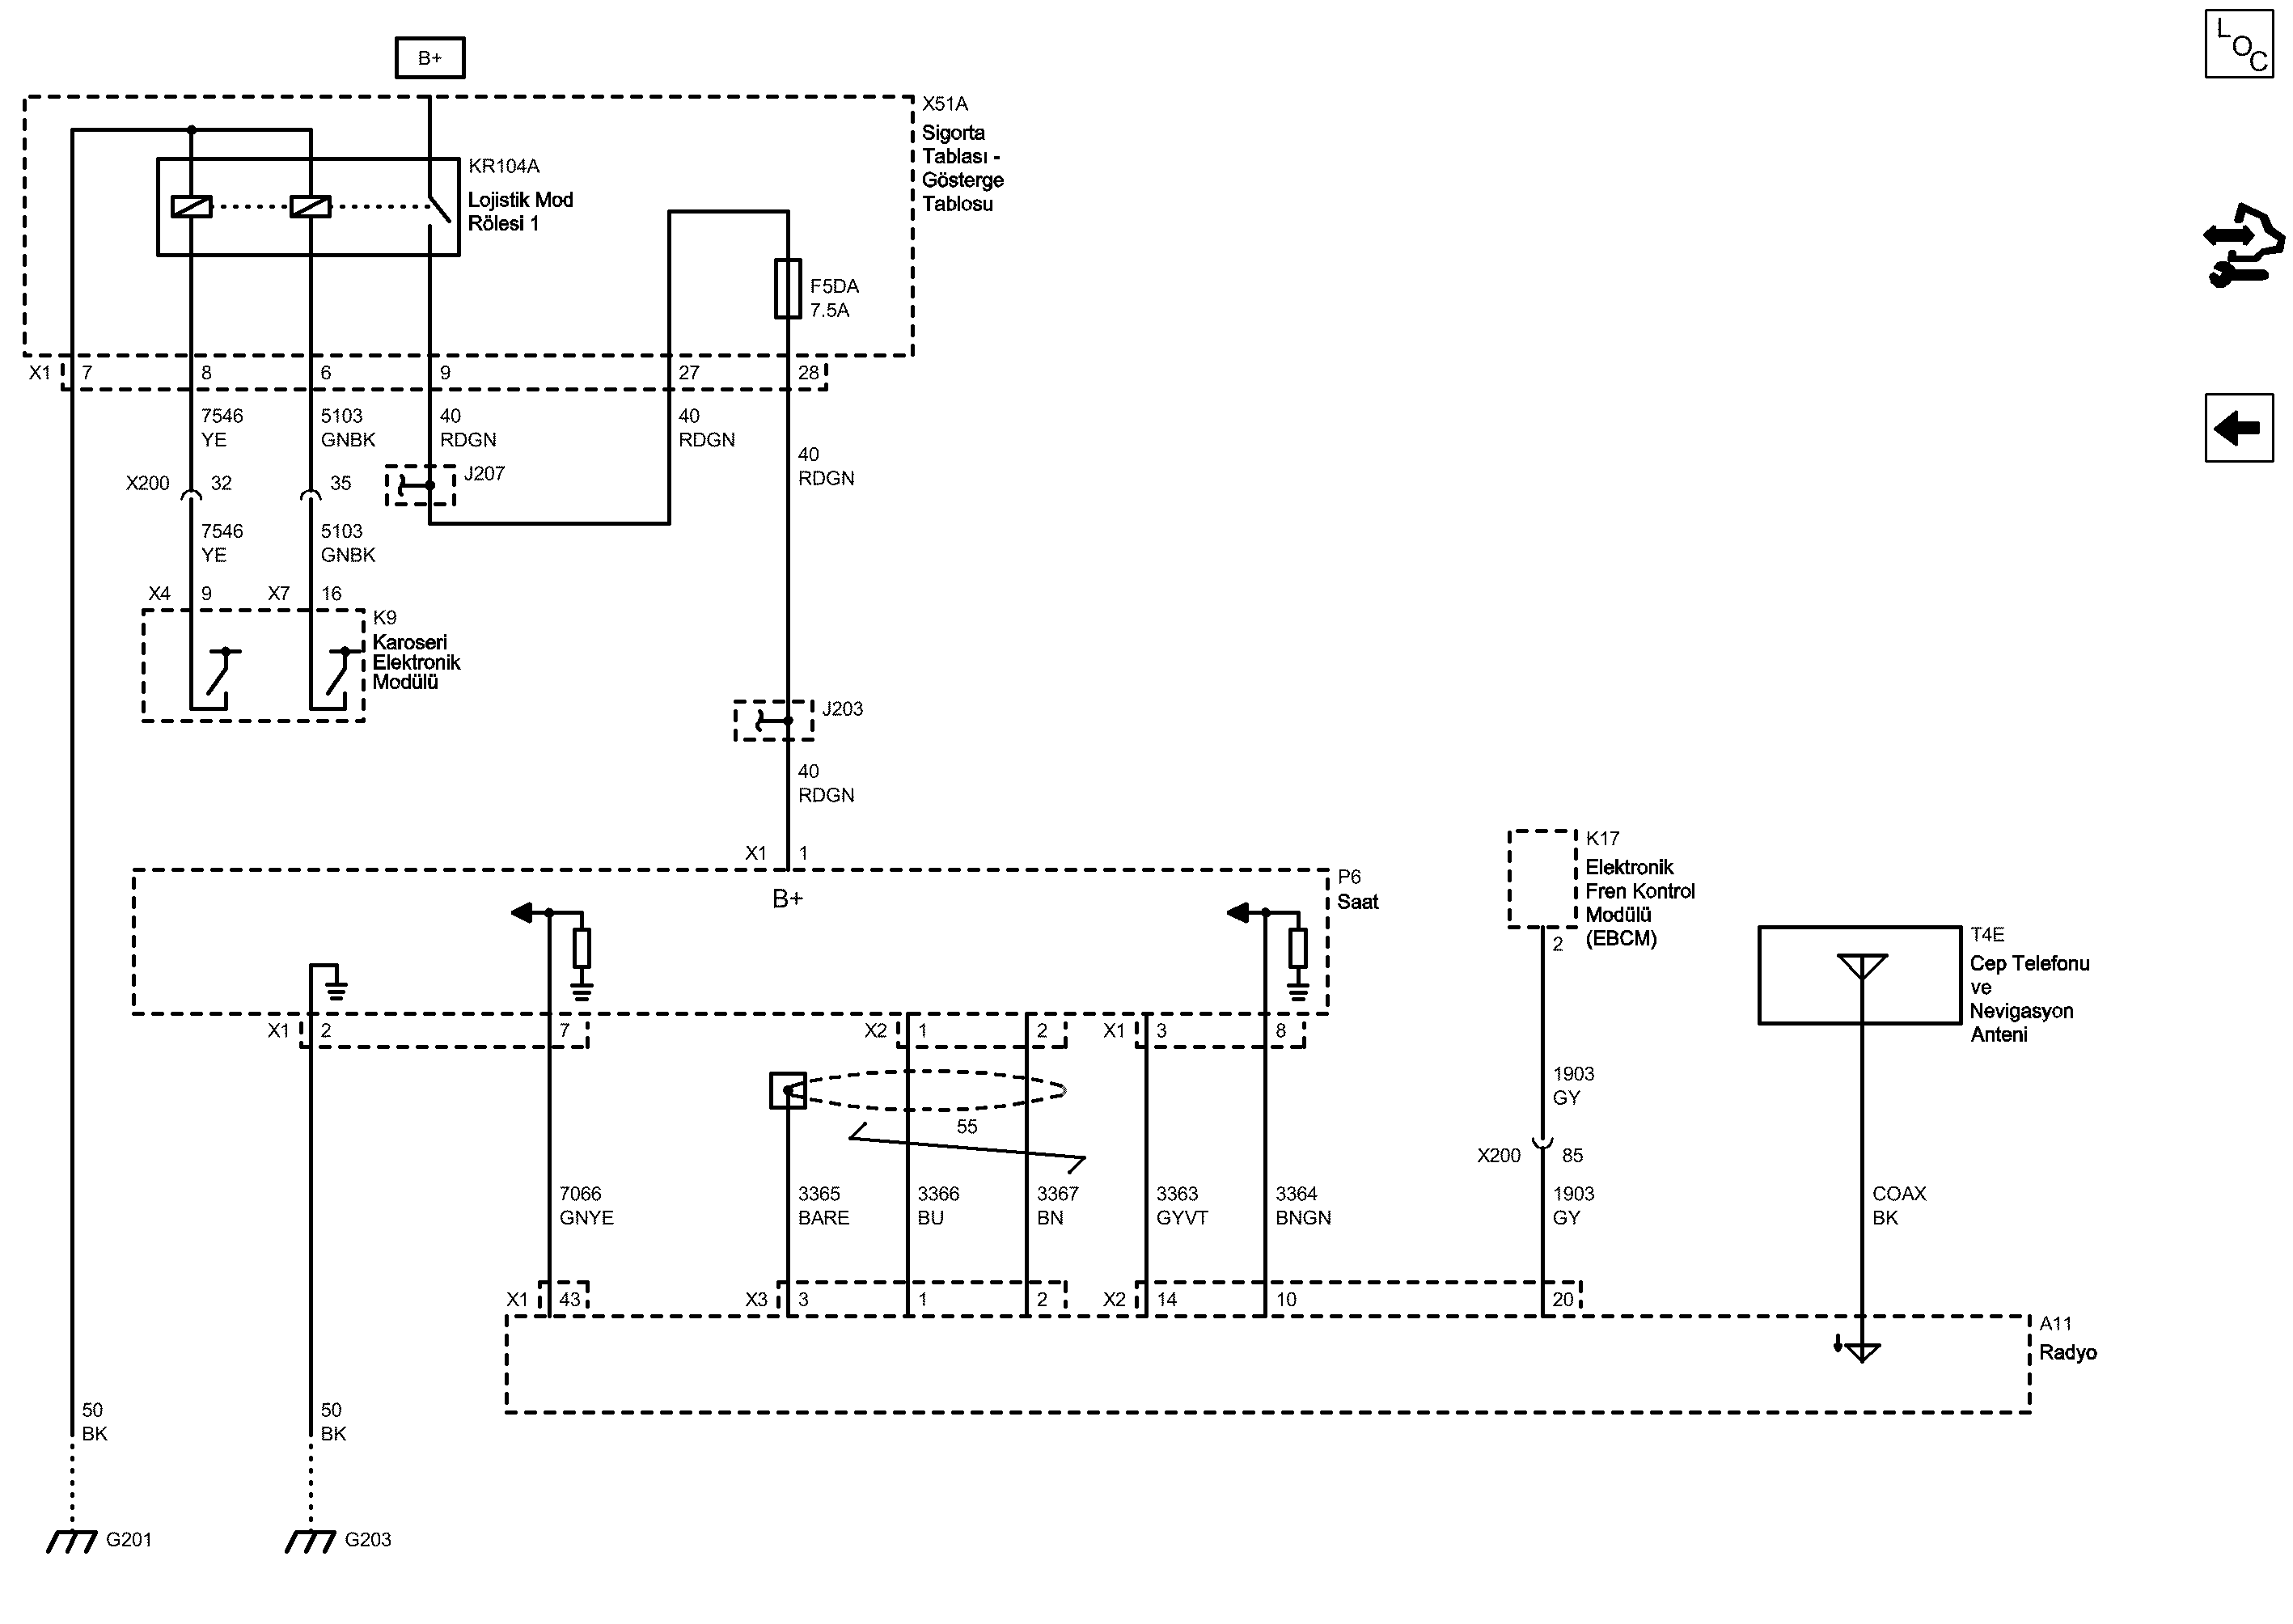 B+
LOC
X51A
Sigorta
Tablası -
Gösterge
Tablosu
KR104A
Lojistik Mod
Rölesi 1
F5DA
7.5A
X1 7 8 6 9 27 28
7546 5103 40 40
YE GNBK RDGN RDGN
40
RDGN
X200 32 35 J207
7546 5103
YE GNBK
X4 9 X7 16
K9
Karoseri
Elektronik
Modülü
J203
40
RDGN
X1 1
B+
P6
Saat
K17
Elektronik
Fren Kontrol
Modülü
(EBCM)
2
T4E
Cep Telefonu
ve
Nevigasyon
Anteni
X1 2 7 X2 1 2 X1 3 8
1903
GY
55
X200 85
7066 3365 3366 3367 3363 3364 1903 COAX
GNYE BARE BU BN GYVT BNGN GY BK
X1 43 X3 3 1 2 X2 14 10 20
A11
Radyo
50 50
BK BK
G201 G203